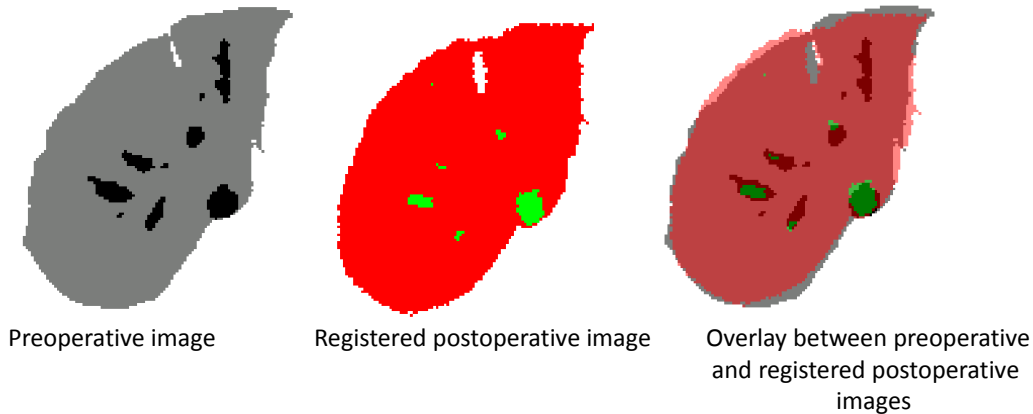 Preoperative image
Registered postoperative image
Overlay between preoperative
and registered postoperative
images